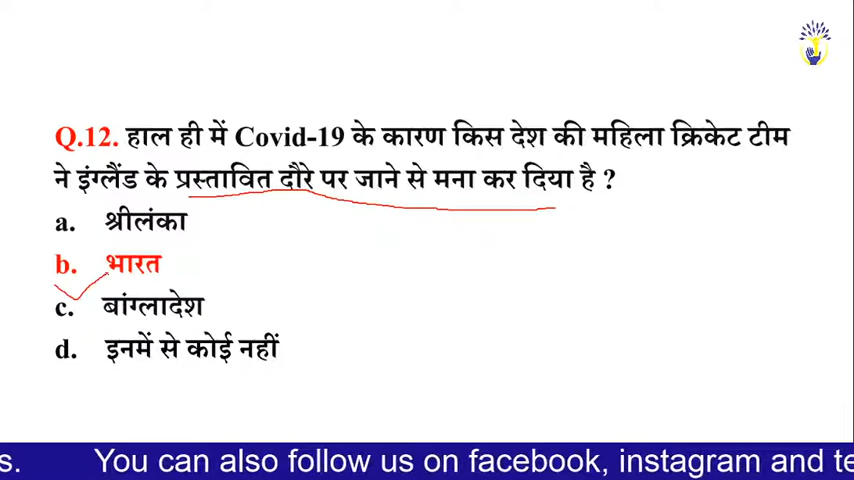 Q.12. हाल ही में Covid-19 के कारण किस देश की महिला क्रिकेट टीम
ने इंग्लैंड के प्रस्तावित दौरे पर जाने से मना कर दिया है ?
a. श्रीलंका
b. भारत
c. बांग्लादेश
d. इनमें से कोई नहीं
s. You can also follow us on facebook, instagram and te